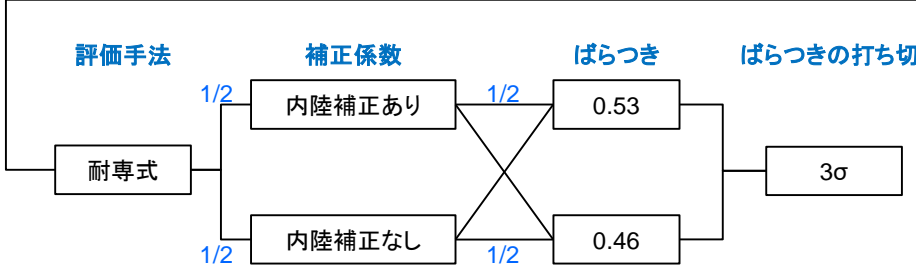 評価手法 補正係数 ばらつき ばらつきの打ち切
1/2 内陸補正あり 1/2 0.53
耐専式 3σ
1/2 内陸補正なし 1/2 0.46